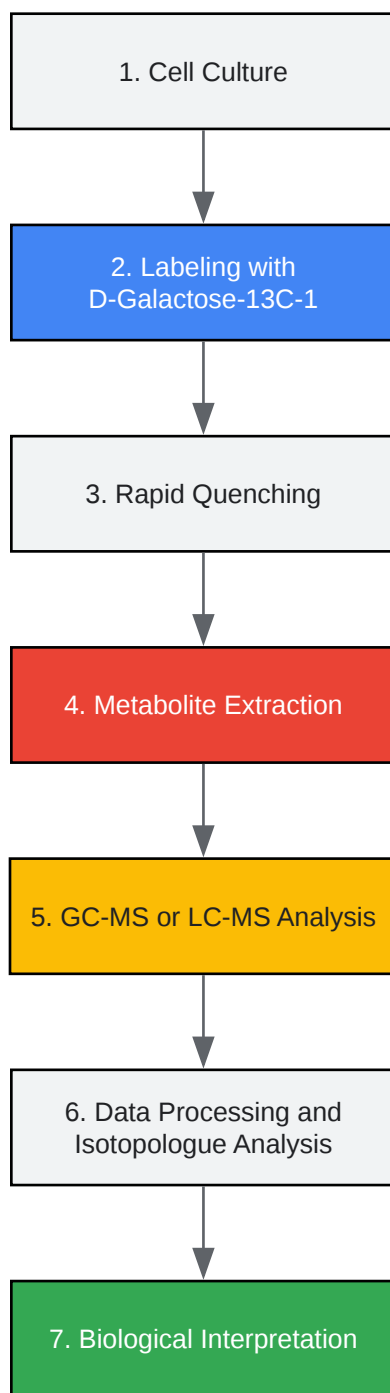 1. Cell Culture
2. Labeling with
D-Galactose-13C-1
3. Rapid Quenching
4. Metabolite Extraction
5. GC-MS or LC-MS Analysis
6. Data Processing and
Isotopologue Analysis
7. Biological Interpretation